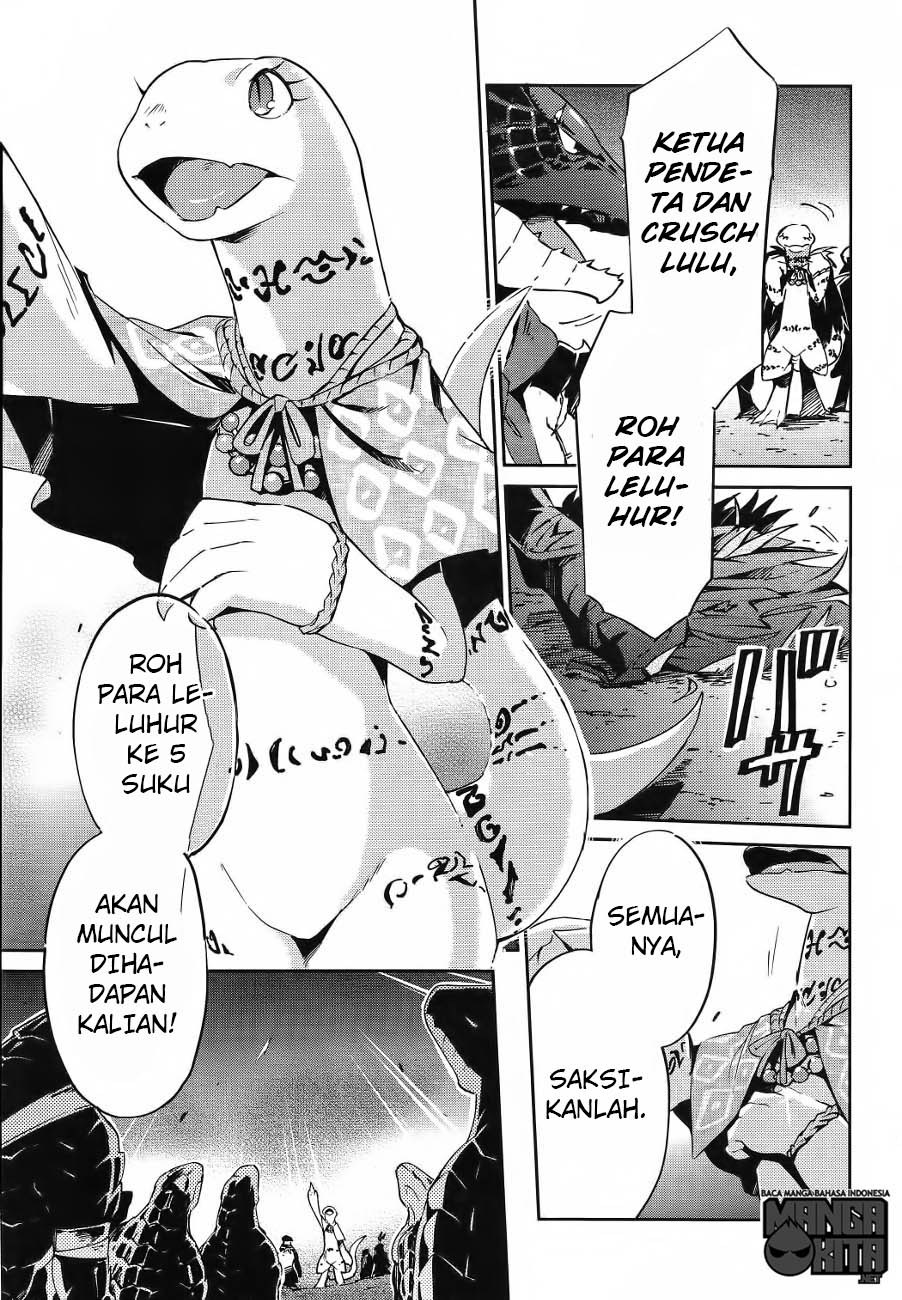 KETUA
PENDE-
TA DAN
CRUSCH
LULU,
ROH
PARA
LELU-
HUR!
SEMUA-
NYA,
SAKSI-
KANLAH.
ROH
PARA LE-
LUHUR
KE 5
SUKU
AKAN
MUNCUL
DIHA-
DAPAN
KALIAN!
BACA MANGA BAHASA INDONESIA
MANGA
KITA
.NET